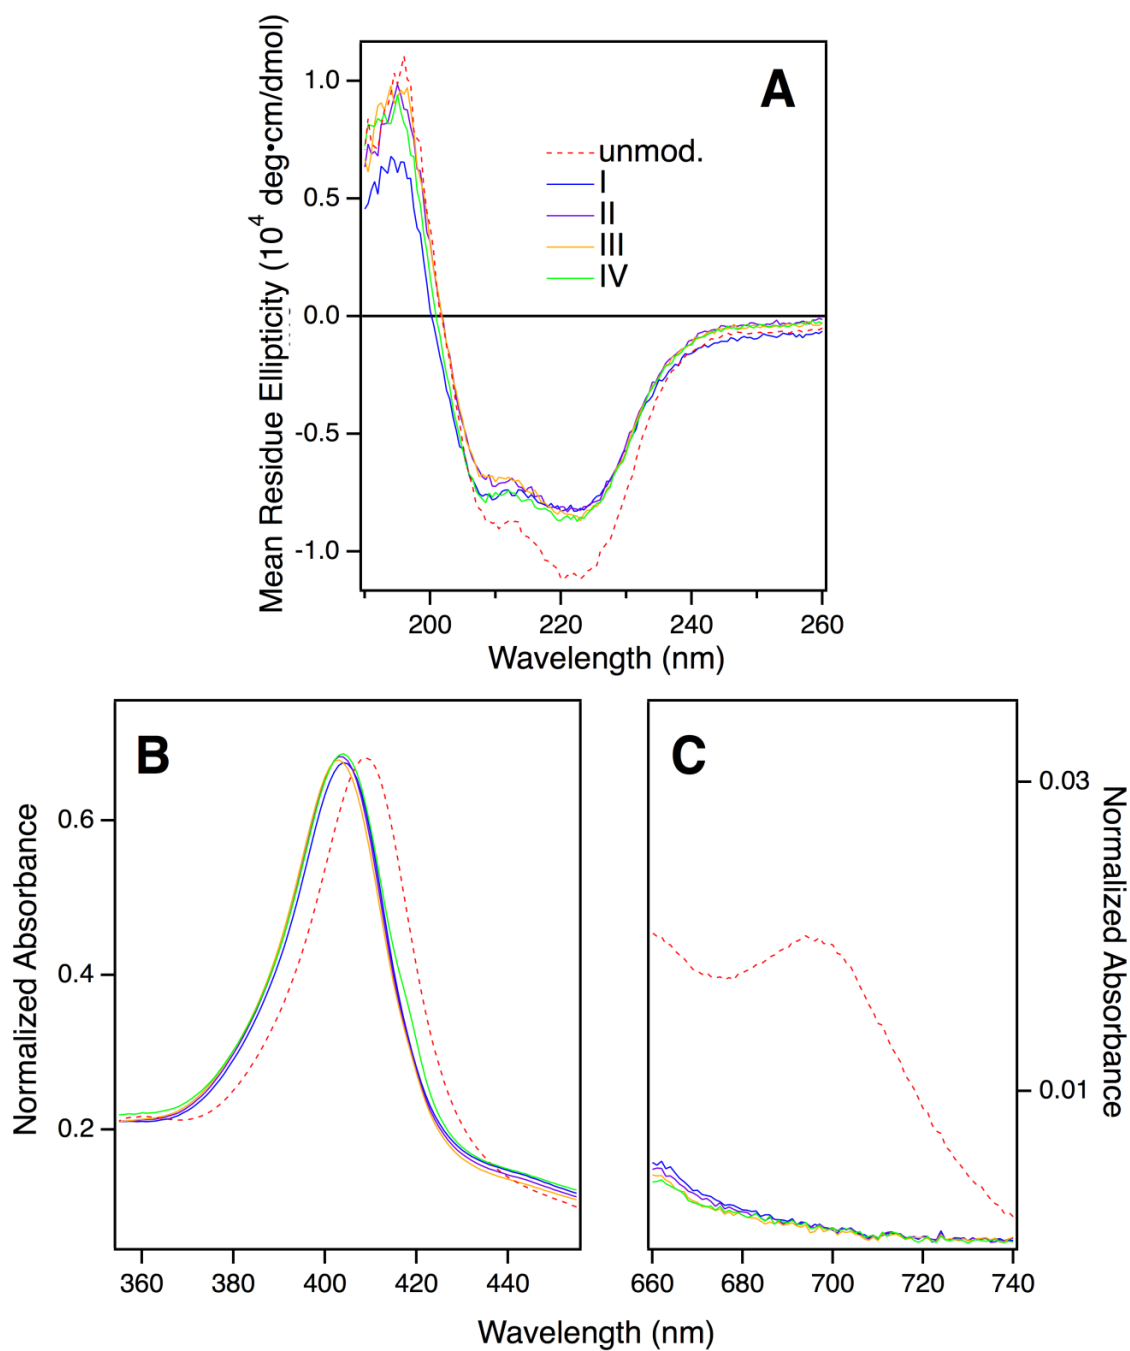 A
Mean Residue Ellipticity (10⁴ deg•cm/dmol)
1.0
0.5
0.0
-0.5
-1.0
unmod.
I
II
III
IV
200 220 240 260
Wavelength (nm)
B
Normalized Absorbance
0.6
0.4
0.2
360 380 400 420 440
C
0.03
0.01
Normalized Absorbance
660 680 700 720 740
Wavelength (nm)